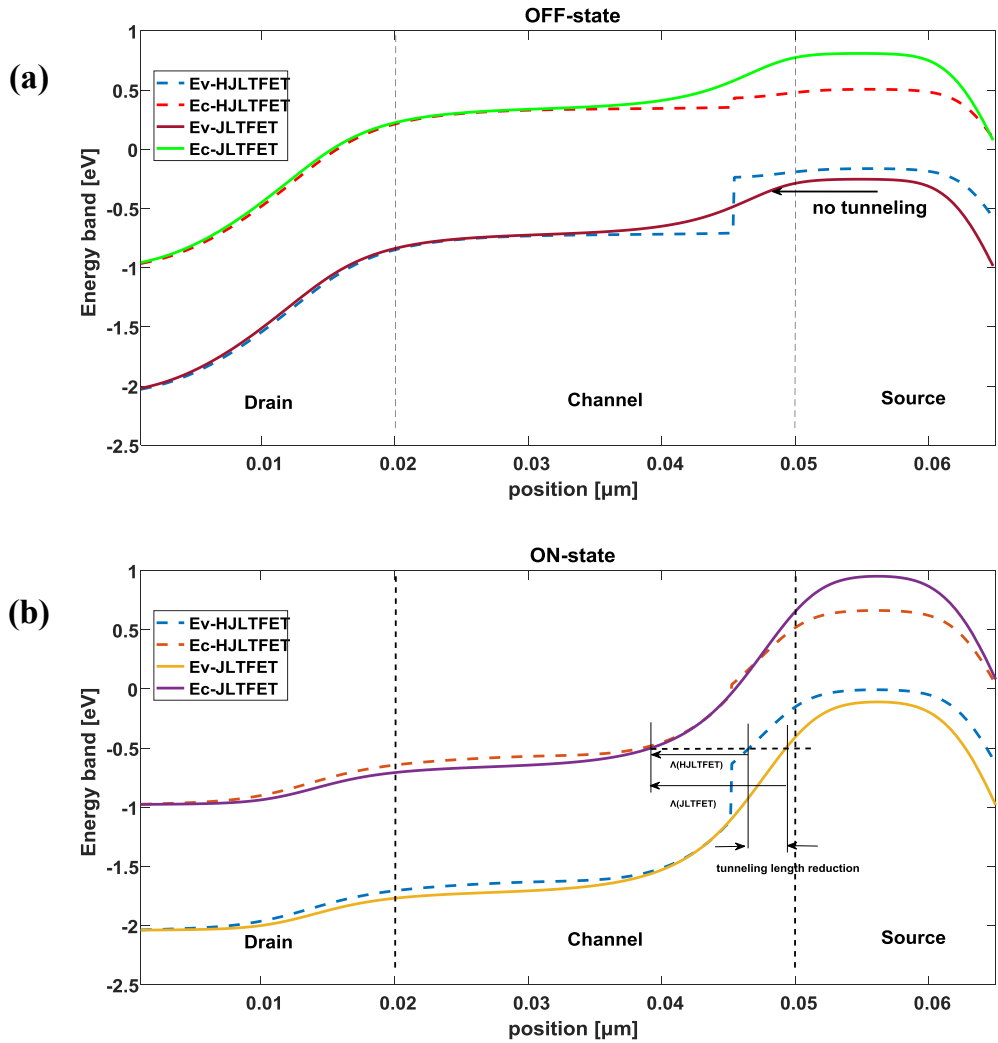 (a)
OFF-state
1
0.5
0
-0.5
-1
-1.5
-2
-2.5
Energy band [eV]
Ev-HJLTFET
Ec-HJLTFET
Ev-JLTFET
Ec-JLTFET
no tunneling
Drain
Channel
Source
0.01
0.02
0.03
0.04
0.05
0.06
position [µm]
(b)
ON-state
1
0.5
0
-0.5
-1
-1.5
-2
-2.5
Energy band [eV]
Ev-HJLTFET
Ec-HJLTFET
Ev-JLTFET
Ec-JLTFET
Λ(HJLTFET)
Λ(JLTFET)
tunneling length reduction
Drain
Channel
Source
0.01
0.02
0.03
0.04
0.05
0.06
position [µm]